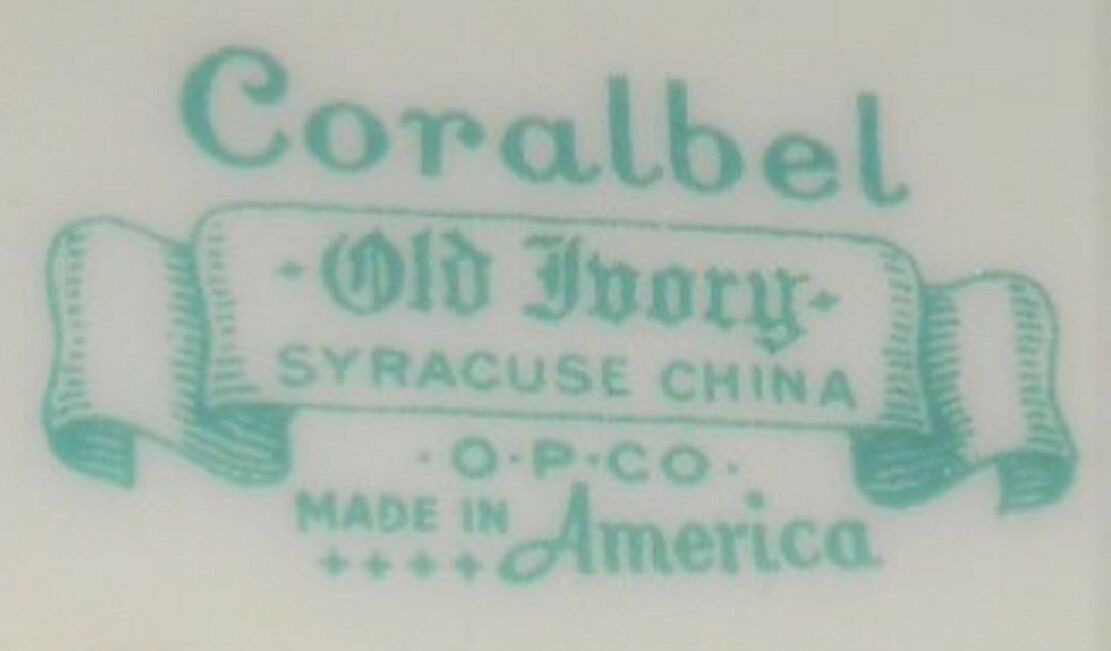 Coralbel
· Old Ivory ·
SYRACUSE CHINA
· O · P · CO ·
MADE IN America
++++